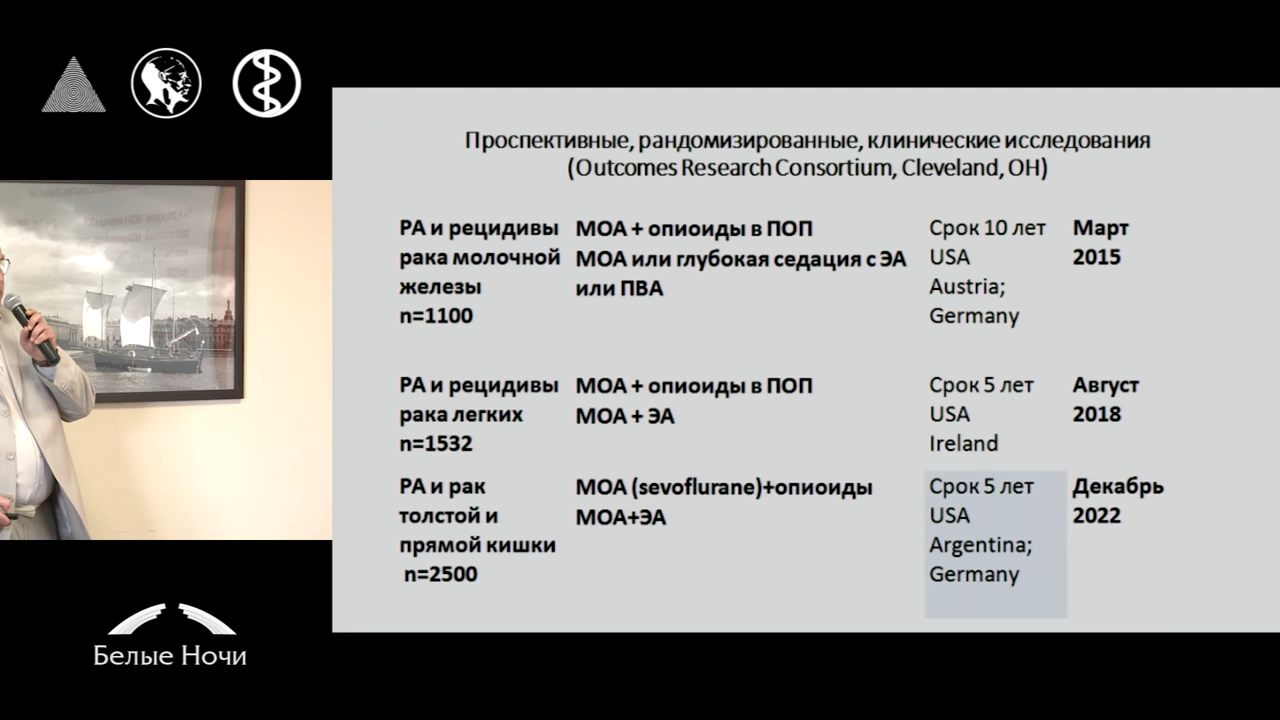 Проспективные, рандомизированные, клинические исследования
(Outcomes Research Consortium, Cleveland, OH)
РА и рецидивы
рака молочной
железы
n=1100
МОА + опиоиды в ПОП
МОА или глубокая седация с ЭА
или ПВА
Срок 10 лет
USA
Austria;
Germany
Март
2015
РА и рецидивы
рака легких
n=1532
МОА + опиоиды в ПОП
МОА + ЭА
Срок 5 лет
USA
Ireland
Август
2018
РА и рак
толстой и
прямой кишки
n=2500
МОА (sevoflurane)+опиоиды
МОА+ЭА
Срок 5 лет
USA
Argentina;
Germany
Декабрь
2022
Белые Ночи